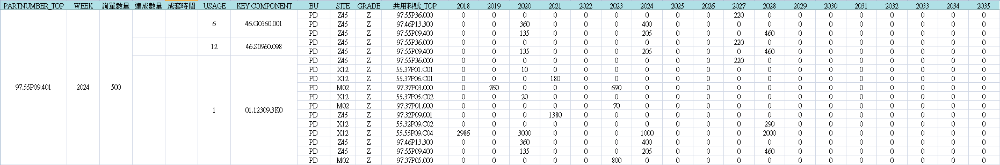 PARTNUMBER_TOP WEEK 詢單數量 達成數量 成套時間 USAGE KEY COMPONENT BU SITE GRADE 共用料號_TOP 2018 2019 2020 2021 2022 2023 2024 2025 2026 2027 2028 2029 2030 2031 2032 2033 2034 2035
97.55P09.401 2024 500
6 46.G0360.001
PD Z45 Z 97.55P36.000 0 0 0 0 0 0 0 0 0 220 0 0 0 0 0 0 0 0
PD Z45 Z 97.46P13.300 0 0 360 0 0 0 400 0 0 0 0 0 0 0 0 0 0 0
PD Z45 Z 97.55P09.400 0 0 135 0 0 0 205 0 0 0 460 0 0 0 0 0 0 0
12 46.S0960.098
PD Z45 Z 97.55P36.000 0 0 0 0 0 0 0 0 0 220 0 0 0 0 0 0 0 0
PD Z45 Z 97.55P09.400 0 0 135 0 0 0 205 0 0 0 460 0 0 0 0 0 0 0
1 01.12309.3K0
PD Z45 Z 97.55P36.000 0 0 0 0 0 0 0 0 0 220 0 0 0 0 0 0 0 0
PD X12 Z 55.37P01.C01 0 0 10 0 0 0 0 0 0 0 0 0 0 0 0 0 0 0
PD X12 Z 55.37P06.C01 0 0 0 180 0 0 0 0 0 0 0 0 0 0 0 0 0 0
PD M02 Z 97.37P03.000 0 760 0 0 0 690 0 0 0 0 0 0 0 0 0 0 0 0
PD X12 Z 55.37P05.C02 0 0 20 0 0 0 0 0 0 0 0 0 0 0 0 0 0 0
PD M02 Z 97.37P01.000 0 0 0 0 0 70 0 0 0 0 0 0 0 0 0 0 0 0
PD Z45 Z 97.32P09.001 0 0 0 1380 0 0 0 0 0 0 0 0 0 0 0 0 0 0
PD X12 Z 55.32P09.C02 0 0 0 0 0 0 0 0 0 0 290 0 0 0 0 0 0 0
PD X12 Z 55.55P09.C04 2986 0 3000 0 0 0 1000 0 0 0 2000 0 0 0 0 0 0 0
PD Z45 Z 97.46P13.300 0 0 360 0 0 0 400 0 0 0 0 0 0 0 0 0 0 0
PD Z45 Z 97.55P09.400 0 0 135 0 0 0 205 0 0 0 460 0 0 0 0 0 0 0
PD M02 Z 97.37P05.000 0 0 0 0 0 800 0 0 0 0 0 0 0 0 0 0 0 0